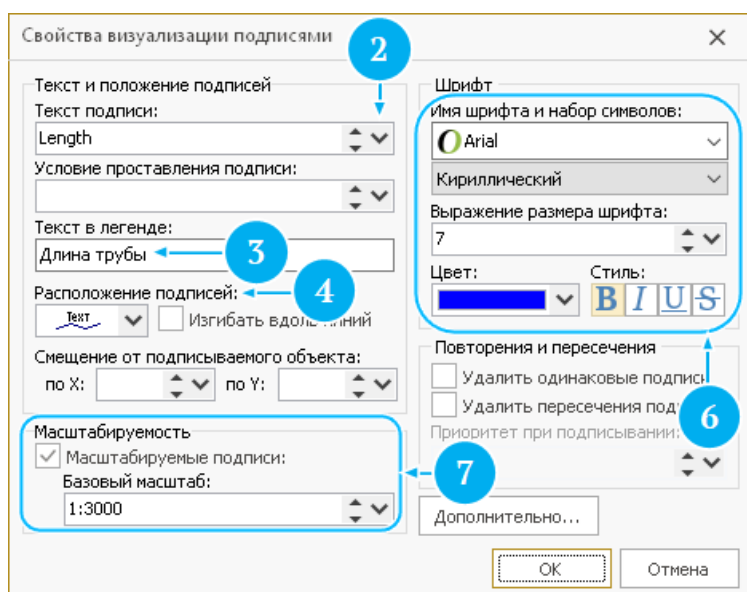 Свойства визуализации подписями
2
Текст и положение подписей
Текст подписи:
Length
Условие проставления подписи:
Текст в легенде:
Длина трубы
3
Расположение подписей:
4
Текст
Изгибать вдоль линий
Смещение от подписываемого объекта:
по X:
по Y:
Масштабируемость
Масштабируемые подписи:
7
Базовый масштаб:
1:3000
Шрифт
Имя шрифта и набор символов:
O Arial
Кириллический
Выражение размера шрифта:
7
Цвет:
Стиль:
B I U S
Повторения и пересечения
Удалить одинаковые подписи
Удалить пересечения под
6
Приоритет при подписывании:
Дополнительно...
OK
Отмена